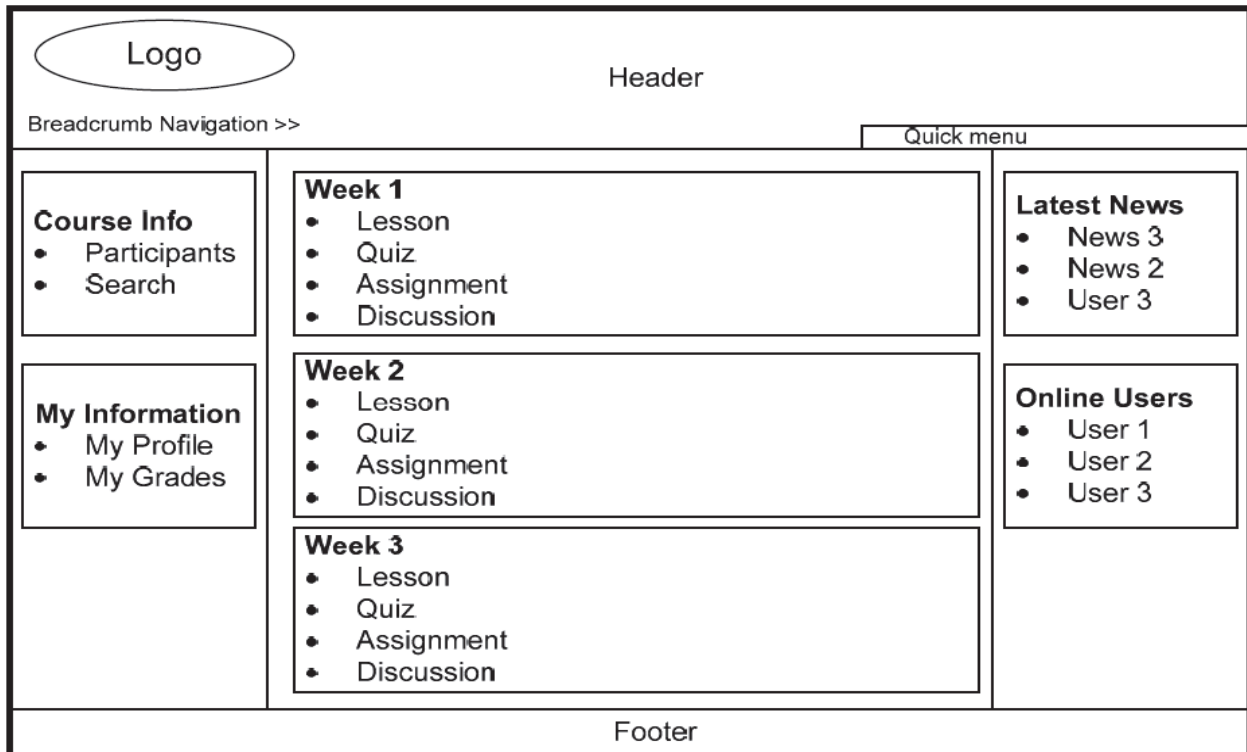 Logo
Header
Breadcrumb Navigation >>
Quick menu
Course Info
• Participants
• Search
My Information
• My Profile
• My Grades
Week 1
• Lesson
• Quiz
• Assignment
• Discussion
Week 2
• Lesson
• Quiz
• Assignment
• Discussion
Week 3
• Lesson
• Quiz
• Assignment
• Discussion
Latest News
• News 3
• News 2
• User 3
Online Users
• User 1
• User 2
• User 3
Footer